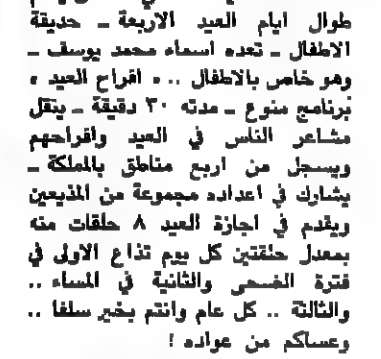 طوال ايام العيد الاربعة ـ حديقة
الاطفال ـ تعده اسماء محمد يوسف ـ
وهو خاص بالاطفال .. « افراح العيد »
برنامج منوع ـ مدته ٣٠ دقيقة ـ ينقل
مشاعر الناس في العيد وافراحهم
ويسجل من اربع مناطق بالمملكة ـ
يشارك في اعداده مجموعة من المذيعين
ويقدم في اجازة العيد ٨ حلقات منه
بمعدل حلقتين كل يوم تذاع الاولى في
فترة الضحى والثانية في المساء ..
والثالثة .. كل عام وانتم بخير سلفا ..
وعساكم من عواده !